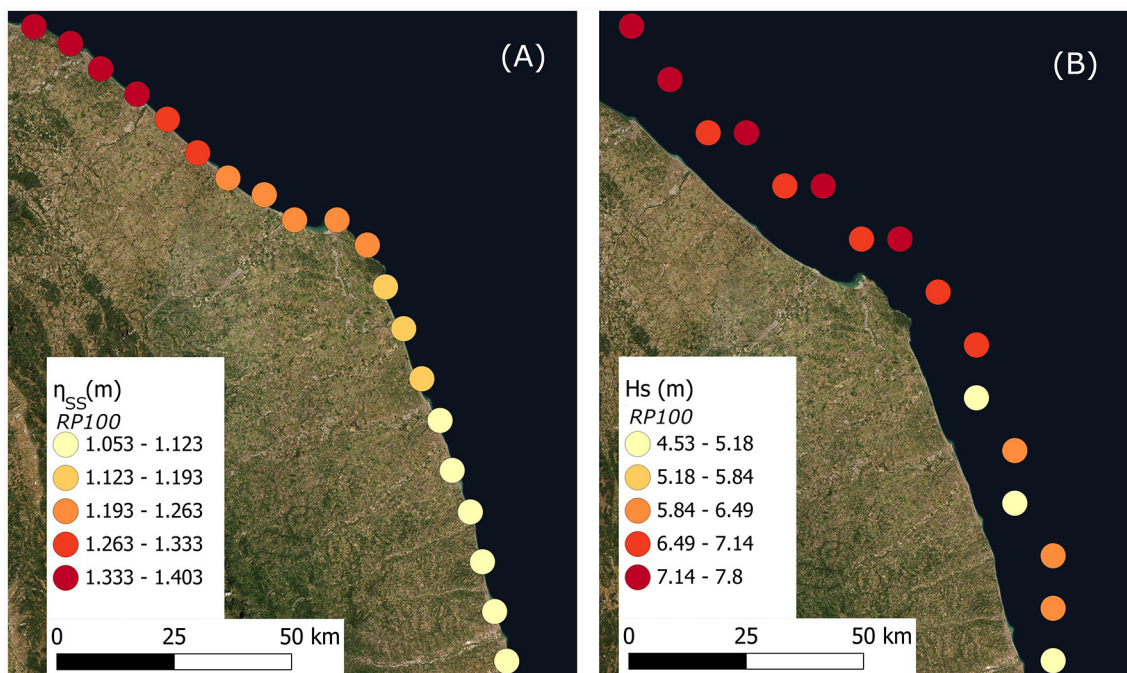 (A)
η_SS(m)
RP100
1.053 - 1.123
1.123 - 1.193
1.193 - 1.263
1.263 - 1.333
1.333 - 1.403
0 25 50 km
(B)
Hs (m)
RP100
4.53 - 5.18
5.18 - 5.84
5.84 - 6.49
6.49 - 7.14
7.14 - 7.8
0 25 50 km